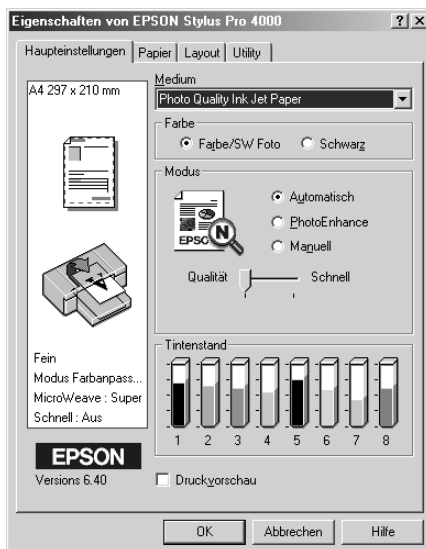 Eigenschaften von EPSON Stylus Pro 4000
Haupteinstellungen Papier Layout Utility
A4 297 x 210 mm
Medium
Photo Quality Ink Jet Paper
Farbe
Farbe/SW Foto Schwarz
Modus
EPSON
N
Automatisch
PhotoEnhance
Manuell
Qualität Schnell
Tintenstand
1 2 3 4 5 6 7 8
Fein
Modus Farbanpass...
MicroWeave : Super
Schnell : Aus
EPSON
Versions 6.40
Druckvorschau
OK Abbrechen Hilfe